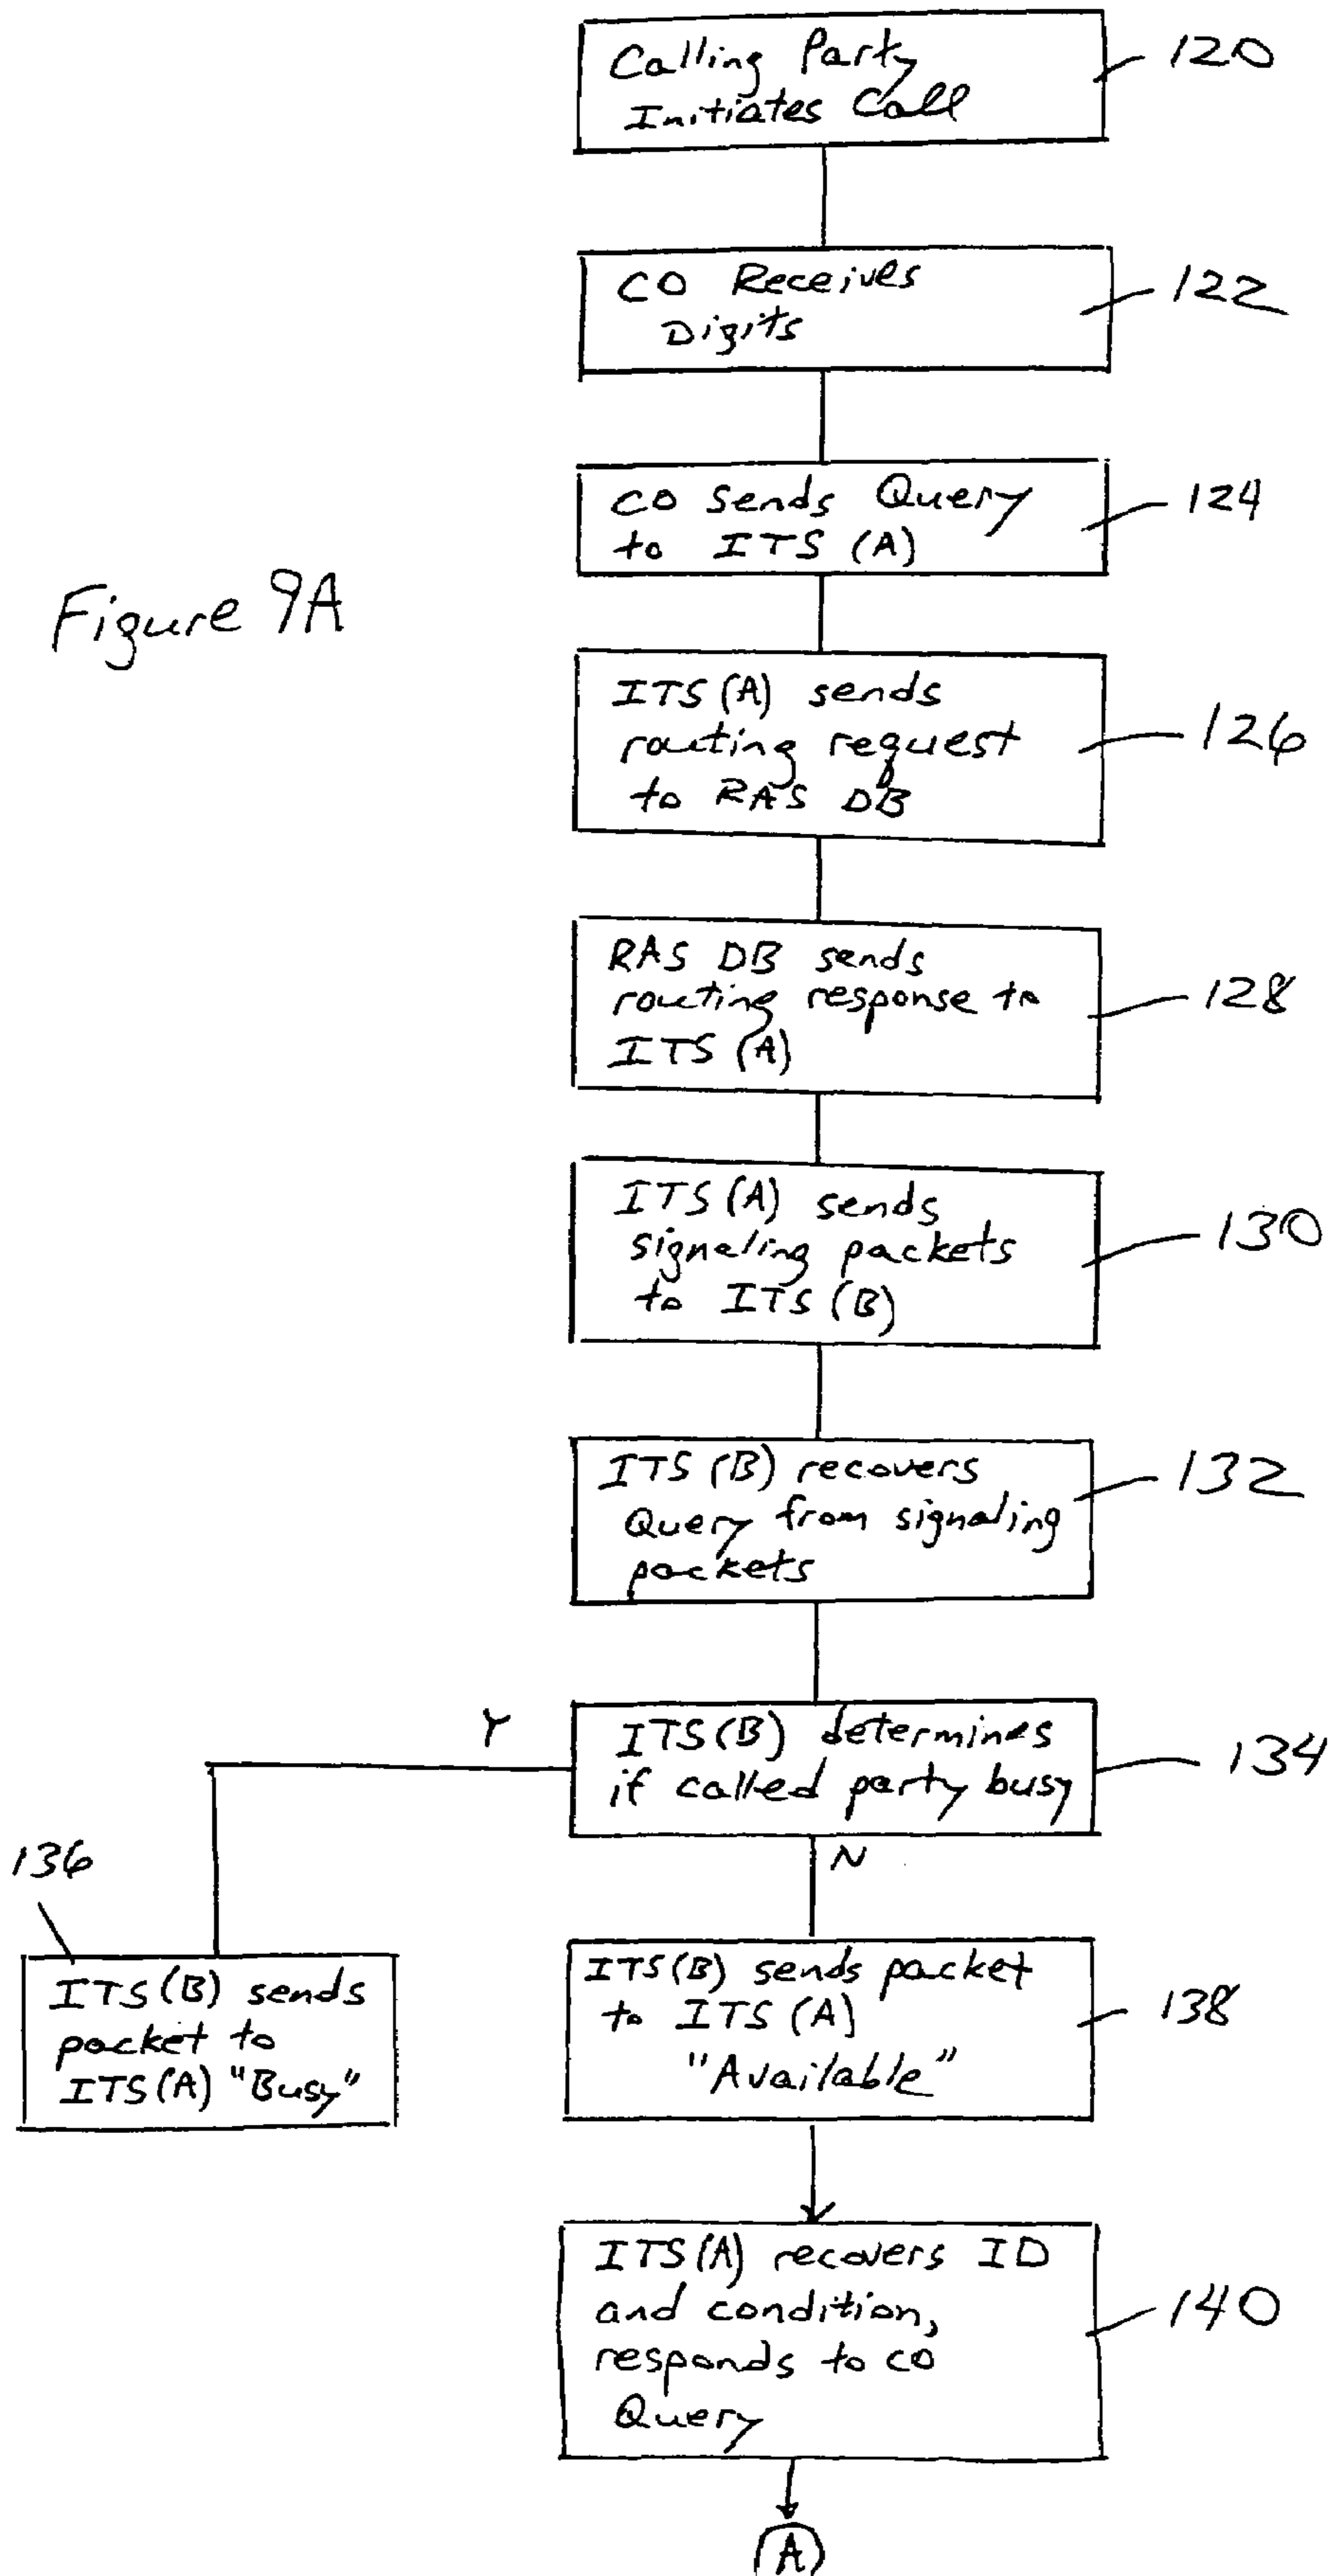 Calling Party
Initiates Call
120
CO Receives
Digits
122
CO Sends Query
to ITS (A)
124
Figure 9A
ITS (A) sends
routing request
to RAS DB
126
RAS DB sends
routing response to
ITS (A)
128
ITS (A) sends
signaling packets
to ITS (B)
130
ITS (B) recovers
Query from signaling
packets
132
Y
ITS (B) determines
if called party busy
134
N
136
ITS (B) sends
packet to
ITS (A) "Busy"
ITS (B) sends packet
to ITS (A)
"Available"
138
ITS (A) recovers ID
and condition,
responds to CO
Query
140
(A)